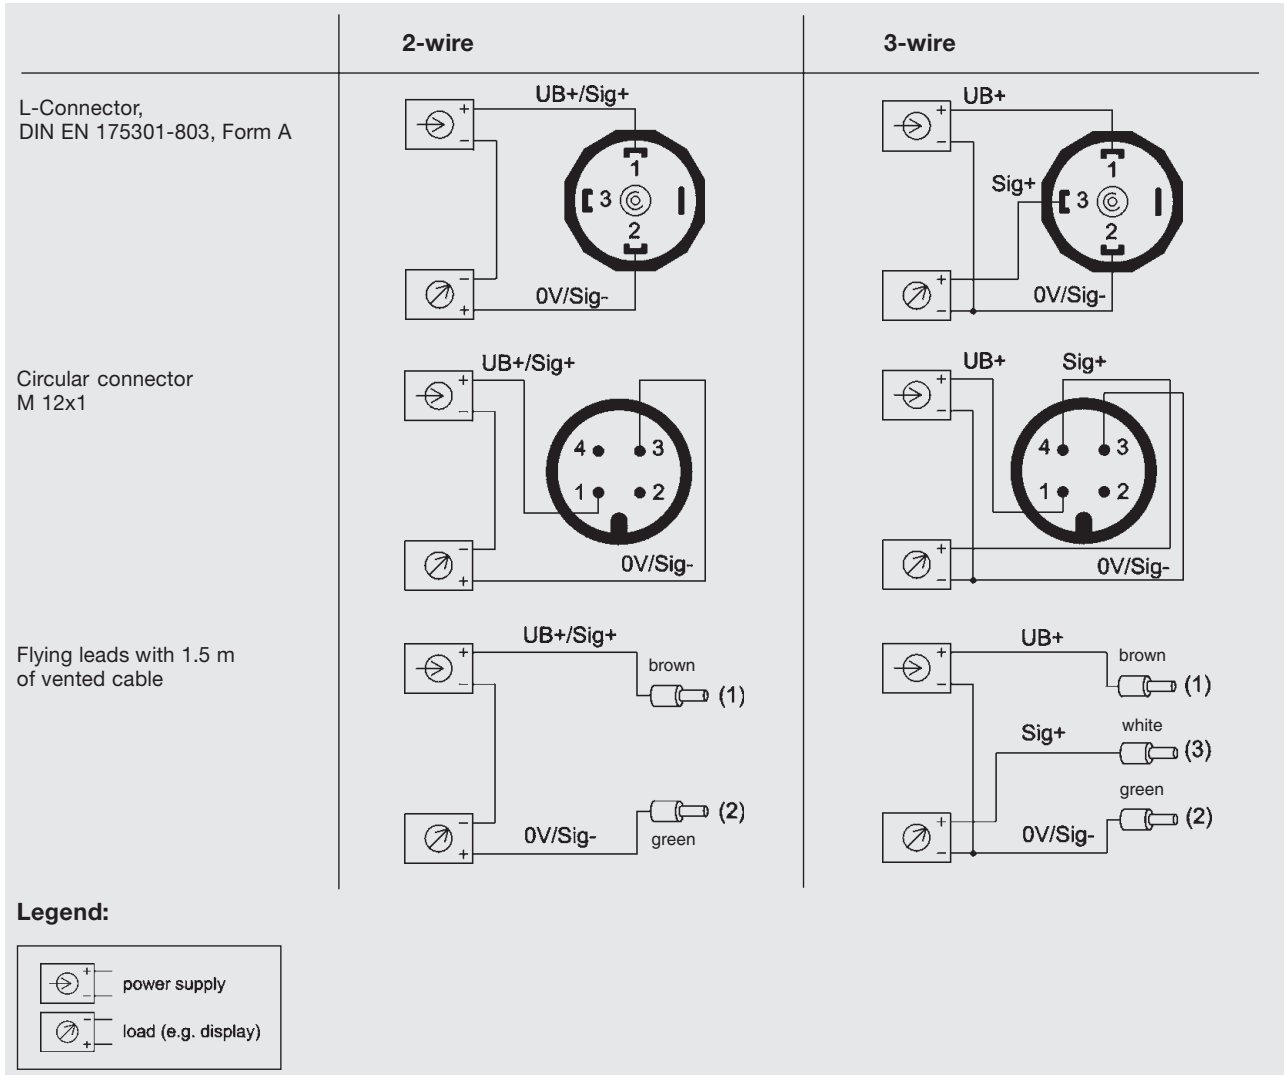 2-wire
3-wire
L-Connector,
DIN EN 175301-803, Form A
UB+/Sig+
+
-
1
3
2
-
+
0V/Sig-
UB+
+
-
1
Sig+
3
2
+
-
0V/Sig-
Circular connector
M 12x1
UB+/Sig+
+
-
4
3
1
2
-
+
0V/Sig-
UB+
Sig+
+
-
4
3
1
2
+
-
0V/Sig-
Flying leads with 1.5 m
of vented cable
UB+/Sig+
+
-
brown
(1)
-
+
0V/Sig-
(2)
green
UB+
+
-
brown
(1)
Sig+
white
(3)
green
+
-
0V/Sig-
(2)
Legend:
+
-
power supply
-
+
load (e.g. display)